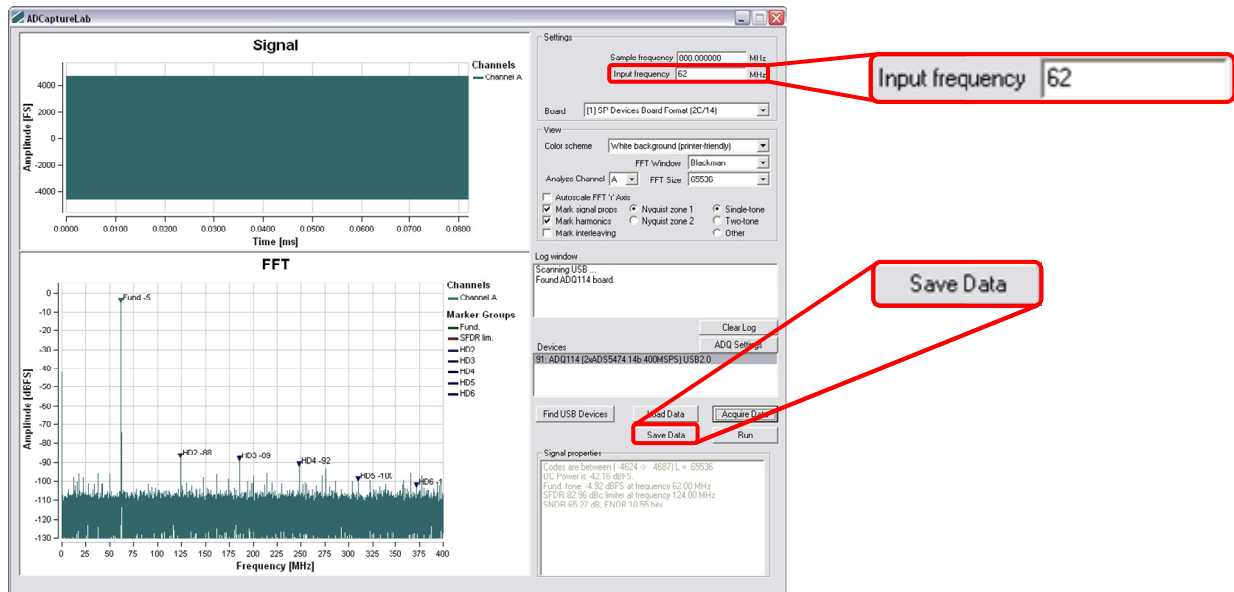 ADCaptureLab
Signal
Channels
Channel A
Amplitude [FS]
4000
2000
0
-2000
-4000
0.0000 0.0100 0.0200 0.0300 0.0400 0.0500 0.0600 0.0700 0.0800
Time [ms]
FFT
Channels
Channel A
Marker Groups
Fund.
SFDR lim.
HD2
HD3
HD4
HD5
HD6
Amplitude [dBFS]
0
-10
-20
-30
-40
-50
-60
-70
-80
-90
-100
-110
-120
-130
Fund -5
HD2 -88
HD3 -89
HD4 -92
HD5 -100
HD6 -1
0 25 50 75 100 125 150 175 200 225 250 275 300 325 350 375 400
Frequency [MHz]
Settings
Sample frequency 000.000000 MHz
Input frequency 62 MHz
Board [1] SP Devices Board Format (2C/14)
View
Color scheme White background (printer-friendly)
FFT Window Blackman
Analyze Channel A FFT Size 65536
Autoscale FFT 'Y' Axis
Mark signal props Nyquist zone 1 Single-tone
Mark harmonics Nyquist zone 2 Two-tone
Mark interleaving Other
Log window
Scanning USB ...
Found ADQ114 board.
Clear Log
Devices ADQ Settings
91: ADQ114 (2xADS5474 14b 400MSPS) USB2.0
Find USB Devices Load Data Acquire Data
Save Data Run
Signal properties
Codes are between ( -4624 -> 4687) L = 65536
DC Power is -42.16 dBFS.
Fund. tone: -4.92 dBFS at frequency 62.00 MHz
SFDR 82.96 dBc limiter at frequency 124.00 MHz
SNDR 65.27 dB, ENOB 10.55 bits
Input frequency 62
Save Data